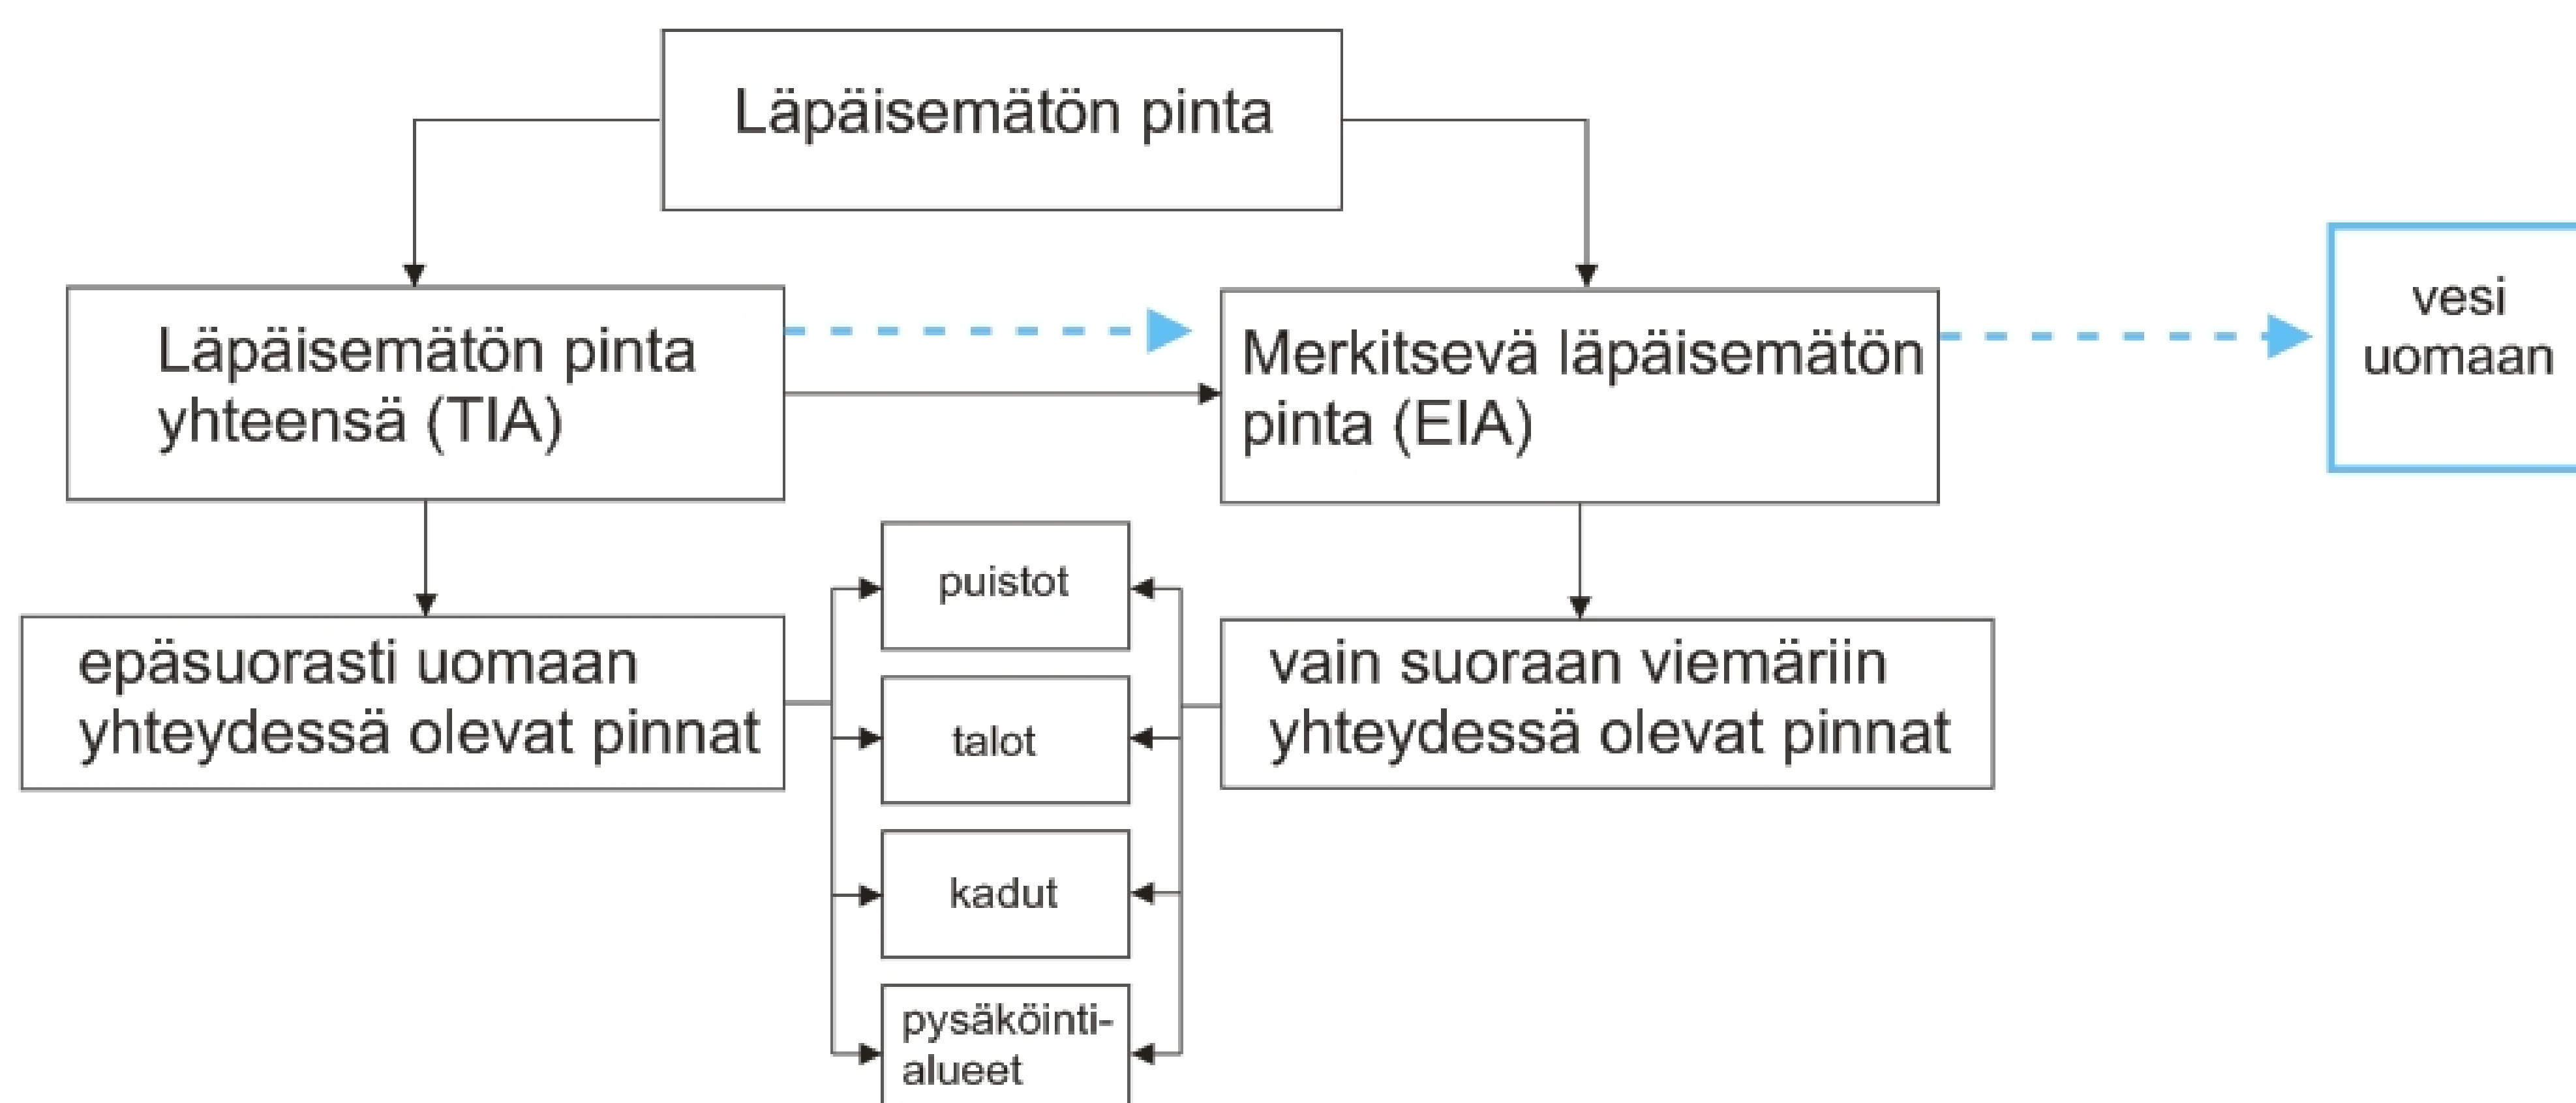 Läpäisemätön pinta
Läpäisemätön pinta
yhteensä (TIA)
Merkitsevä läpäisemätön
pinta (EIA)
vesi
uomaan
epäsuorasti uomaan
yhteydessä olevat pinnat
puistot
talot
kadut
pysäköinti-
alueet
vain suoraan viemäriin
yhteydessä olevat pinnat